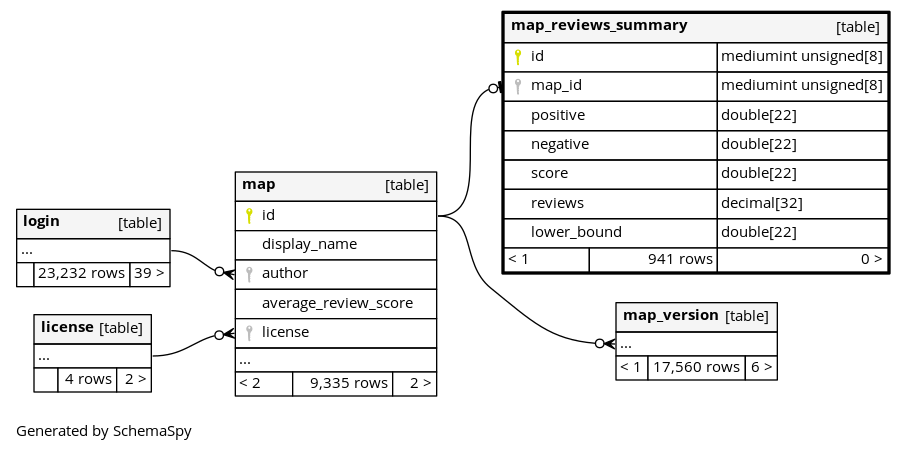 map_reviews_summary [table]
id mediumint unsigned[8]
map_id mediumint unsigned[8]
positive double[22]
negative double[22]
score double[22]
reviews decimal[32]
lower_bound double[22]
< 1 941 rows 0 >
map [table]
id
display_name
author
average_review_score
license
...
< 2 9,335 rows 2 >
login [table]
...
23,232 rows 39 >
license [table]
...
4 rows 2 >
map_version [table]
...
< 1 17,560 rows 6 >
Generated by SchemaSpy